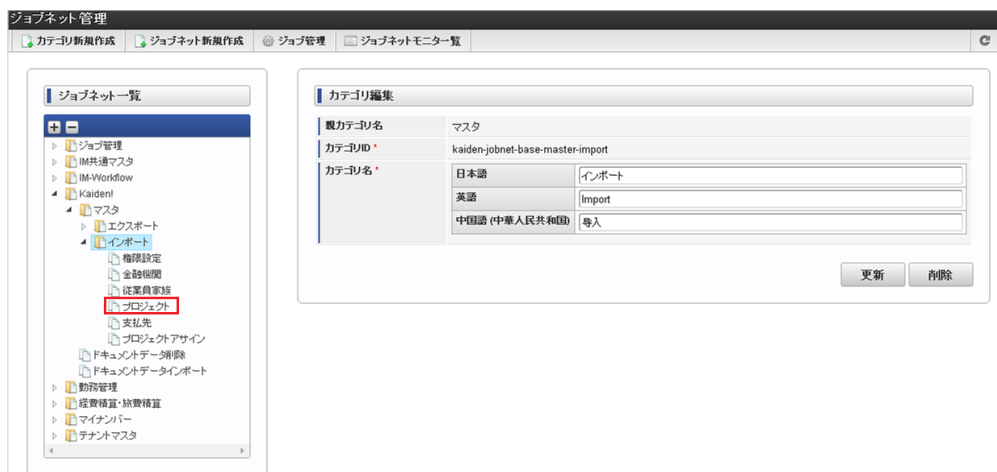 ジョブネット管理
カテゴリ新規作成 ジョブネット新規作成 ジョブ管理 ジョブネットモニタ一覧
ジョブネット一覧
ジョブ管理
IM共通マスタ
IM-Workflow
Kaiden!
マスタ
エクスポート
インポート
権限設定
金融機関
従業員家族
プロジェクト
支払先
プロジェクトアサイン
ドキュメントデータ削除
ドキュメントデータインポート
勤務管理
経費精算・旅費精算
マイナンバー
テナントマスタ
カテゴリ編集
親カテゴリ名 マスタ
カテゴリID * kaiden-jobnet-base-master-import
カテゴリ名 *
日本語 インポート
英語 Import
中国語 (中華人民共和国) 导入
更新 削除